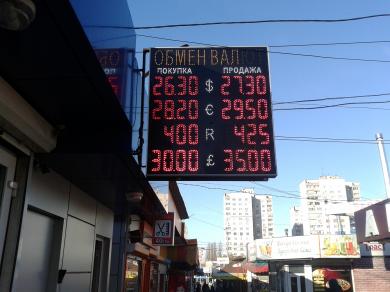 ОБМЕН ВАЛ
ПОКУПКА ПРОДАЖА
26.30 $ 27.30
28.20 € 29.50
4.00 R 4.25
30.00 £ 35.00